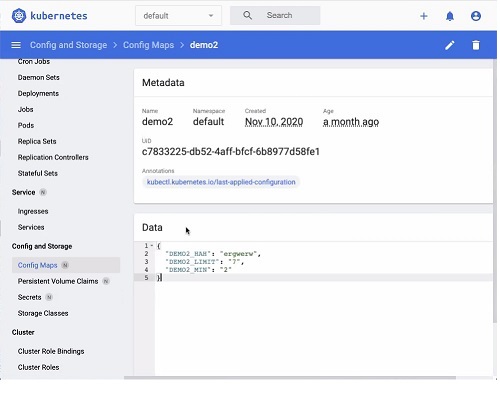 kubernetes
default
Search
Config and Storage > Config Maps > demo2
Cron Jobs
Daemon Sets
Deployments
Jobs
Pods
Replica Sets
Replication Controllers
Stateful Sets
Service N
Ingresses
Services
Config and Storage
Config Maps N
Persistent Volume Claims N
Secrets N
Storage Classes
Cluster
Cluster Role Bindings
Cluster Roles
Metadata
Name
demo2
Namespace
default
Created
Nov 10, 2020
Age
a month ago
UID
c7833225-db52-4aff-bfcf-6b8977d58fe1
Annotations
kubectl.kubernetes.io/last-applied-configuration
Data
1 {
2 "DEMO2_HAH": "ergwerw",
3 "DEMO2_LIMIT": "7",
4 "DEMO2_MIN": "2"
5 }